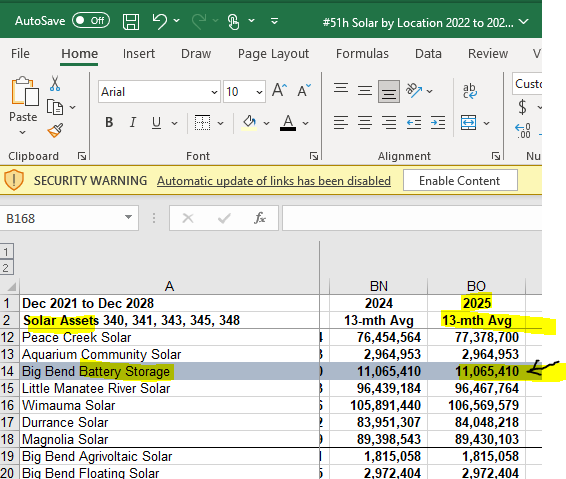 AutoSave Off #51h Solar by Location 2022 to 202...
File Home Insert Draw Page Layout Formulas Data Review V
Arial 10 A A ab Custo
Paste B I U A $
Clipboard Font Alignment Nu
SECURITY WARNING Automatic update of links has been disabled Enable Content
B168 fx
1
2
A BN BO
1 Dec 2021 to Dec 2028 2024 2025
2 Solar Assets 340, 341, 343, 345, 348 13-mth Avg 13-mth Avg
12 Peace Creek Solar 76,454,564 77,378,700
13 Aquarium Community Solar 2,964,953 2,964,953
14 Big Bend Battery Storage 11,065,410 11,065,410
15 Little Manatee River Solar 96,439,184 96,467,764
16 Wimauma Solar 105,891,440 106,569,579
17 Durrance Solar 83,951,307 84,048,218
18 Magnolia Solar 89,398,543 89,430,103
19 Big Bend Agrivoltaic Solar 1,815,058 1,815,058
20 Big Bend Floating Solar 2,972,404 2,972,404